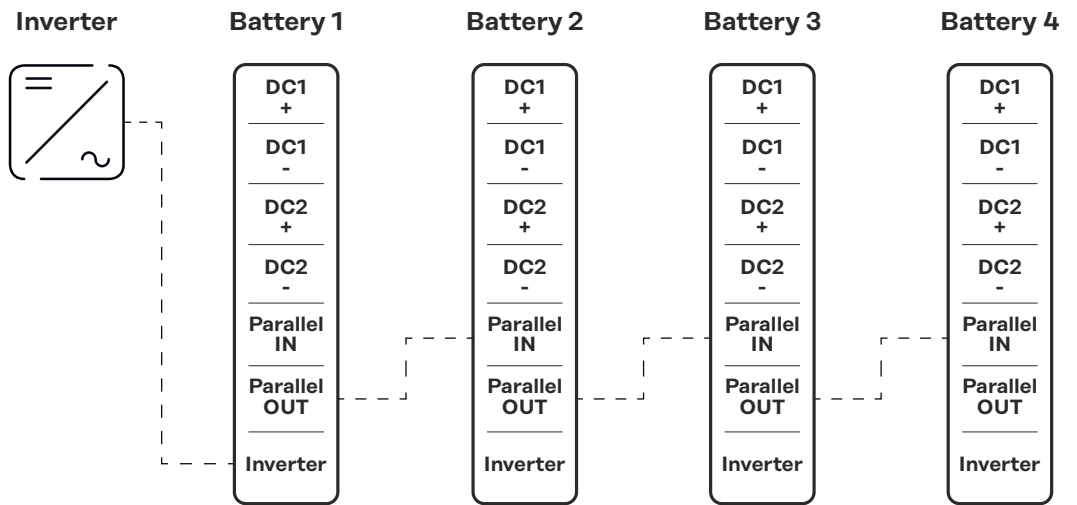 Inverter
Battery 1
Battery 2
Battery 3
Battery 4
DC1
+
DC1
-
DC2
+
DC2
-
Parallel
IN
Parallel
OUT
Inverter
DC1
+
DC1
-
DC2
+
DC2
-
Parallel
IN
Parallel
OUT
Inverter
DC1
+
DC1
-
DC2
+
DC2
-
Parallel
IN
Parallel
OUT
Inverter
DC1
+
DC1
-
DC2
+
DC2
-
Parallel
IN
Parallel
OUT
Inverter